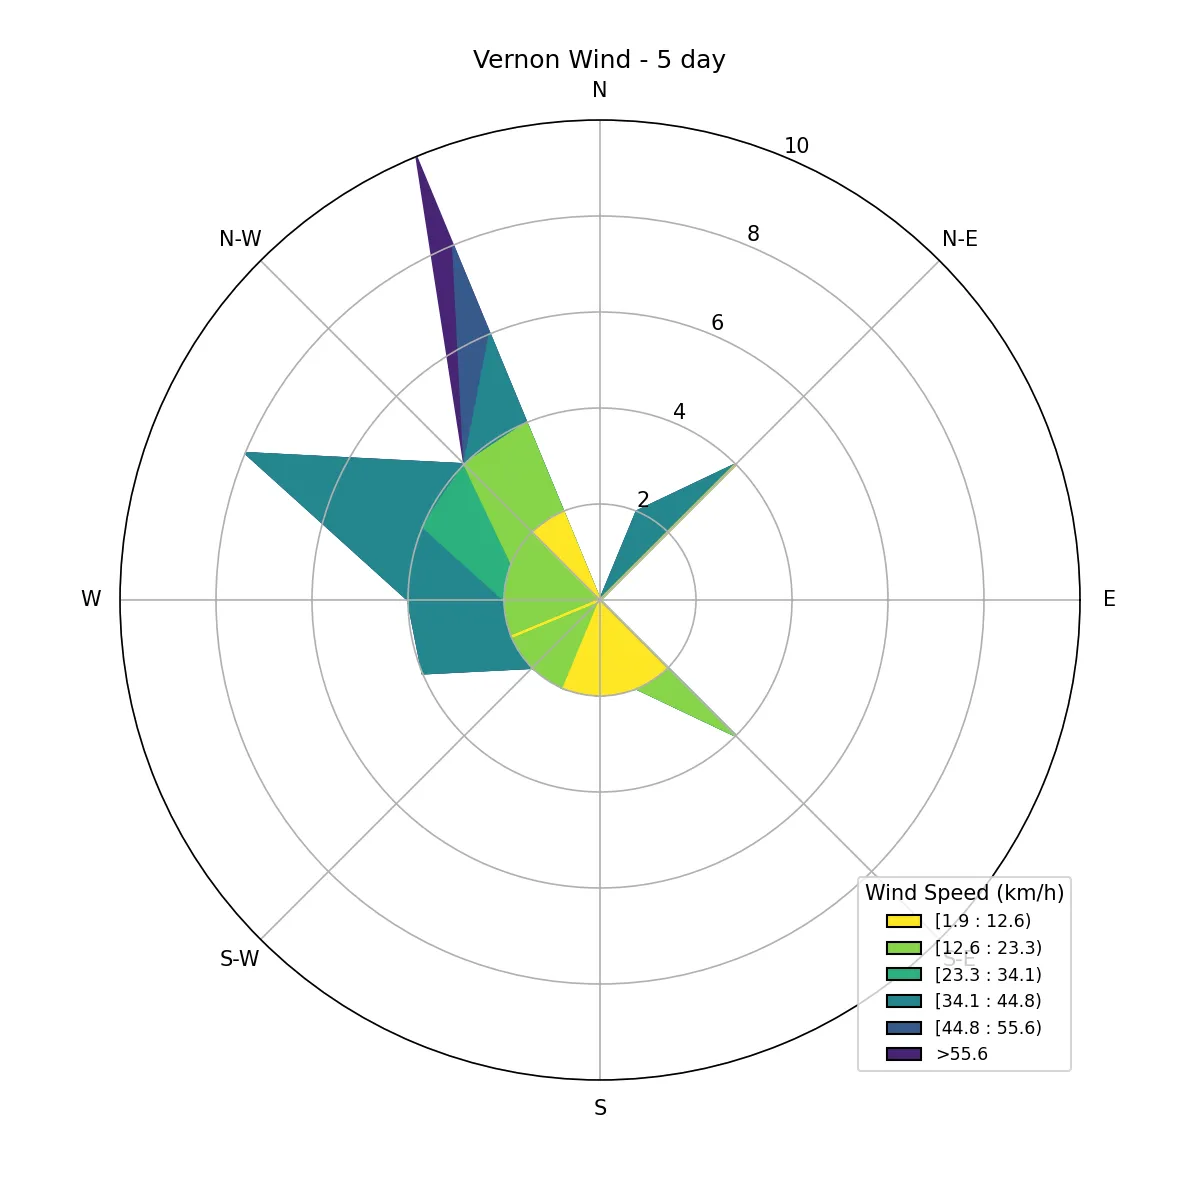 Vernon Wind - 5 day
N
10
N-W
N-E
8
6
4
2
W
E
S-W
S-E
S
Wind Speed (km/h)
[1.9 : 12.6)
[12.6 : 23.3)
[23.3 : 34.1)
[34.1 : 44.8)
[44.8 : 55.6)
>55.6